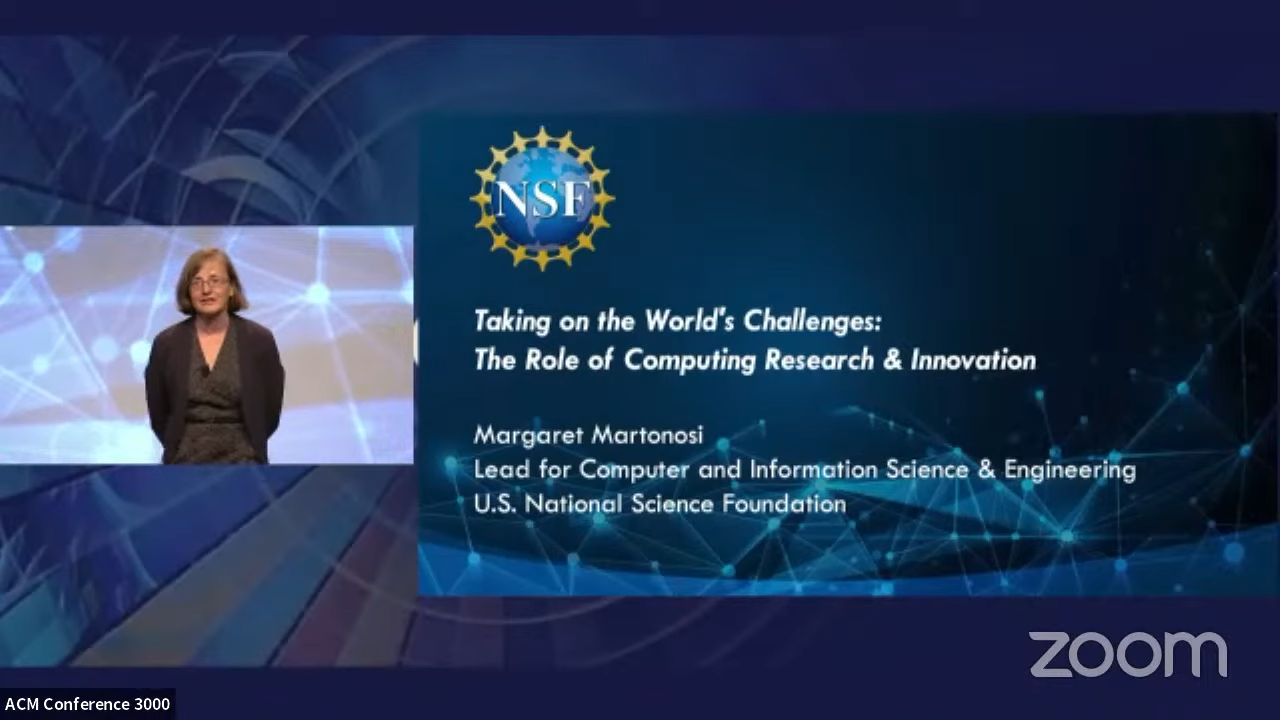 NSF
Taking on the World's Challenges:
The Role of Computing Research & Innovation
Margaret Martonosi
Lead for Computer and Information Science & Engineering
U.S. National Science Foundation
zoom
ACM Conference 3000